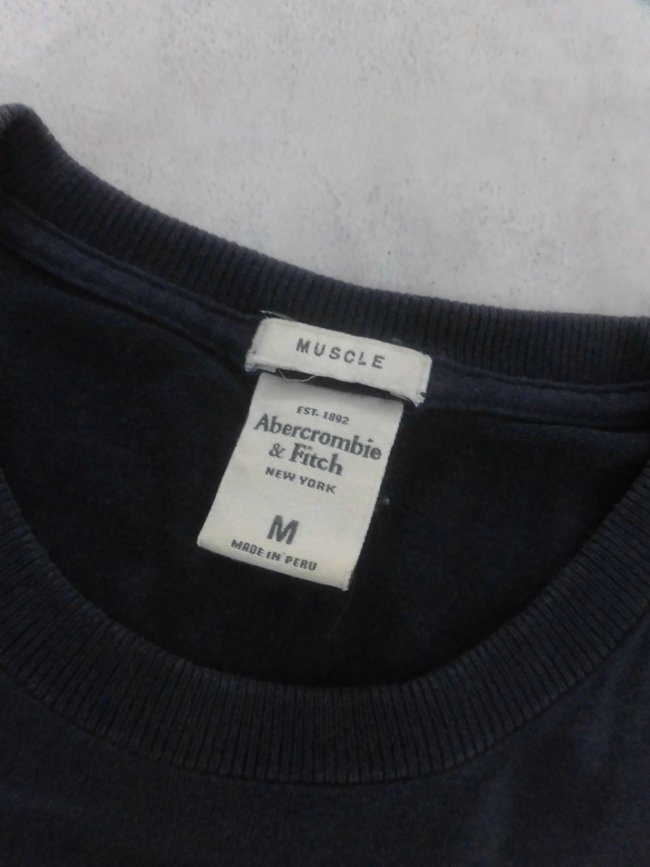 MUSCLE
EST. 1892
Abercrombie
& Fitch
NEW YORK
M
MADE IN PERU